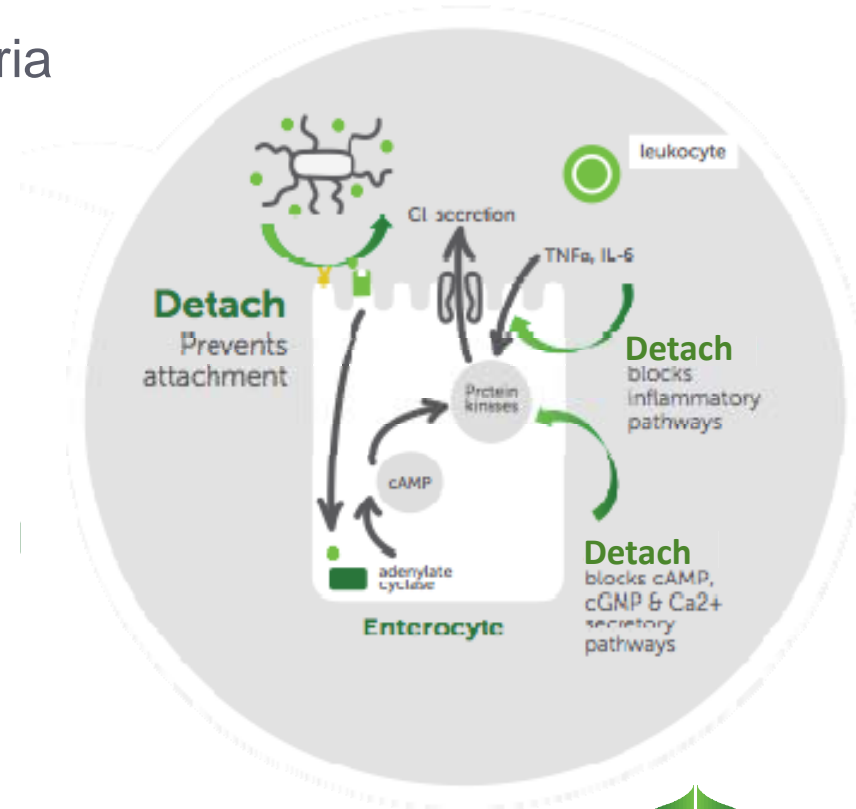 ria
leukocyte
Cl secretion
TNFα, IL-6
Detach
Prevents
attachment
Detach
blocks
inflammatory
pathways
Protein
kinases
cAMP
Detach
blocks cAMP,
cGMP & Ca2+
secretory
pathways
adenylate
cyclase
Enterocyte